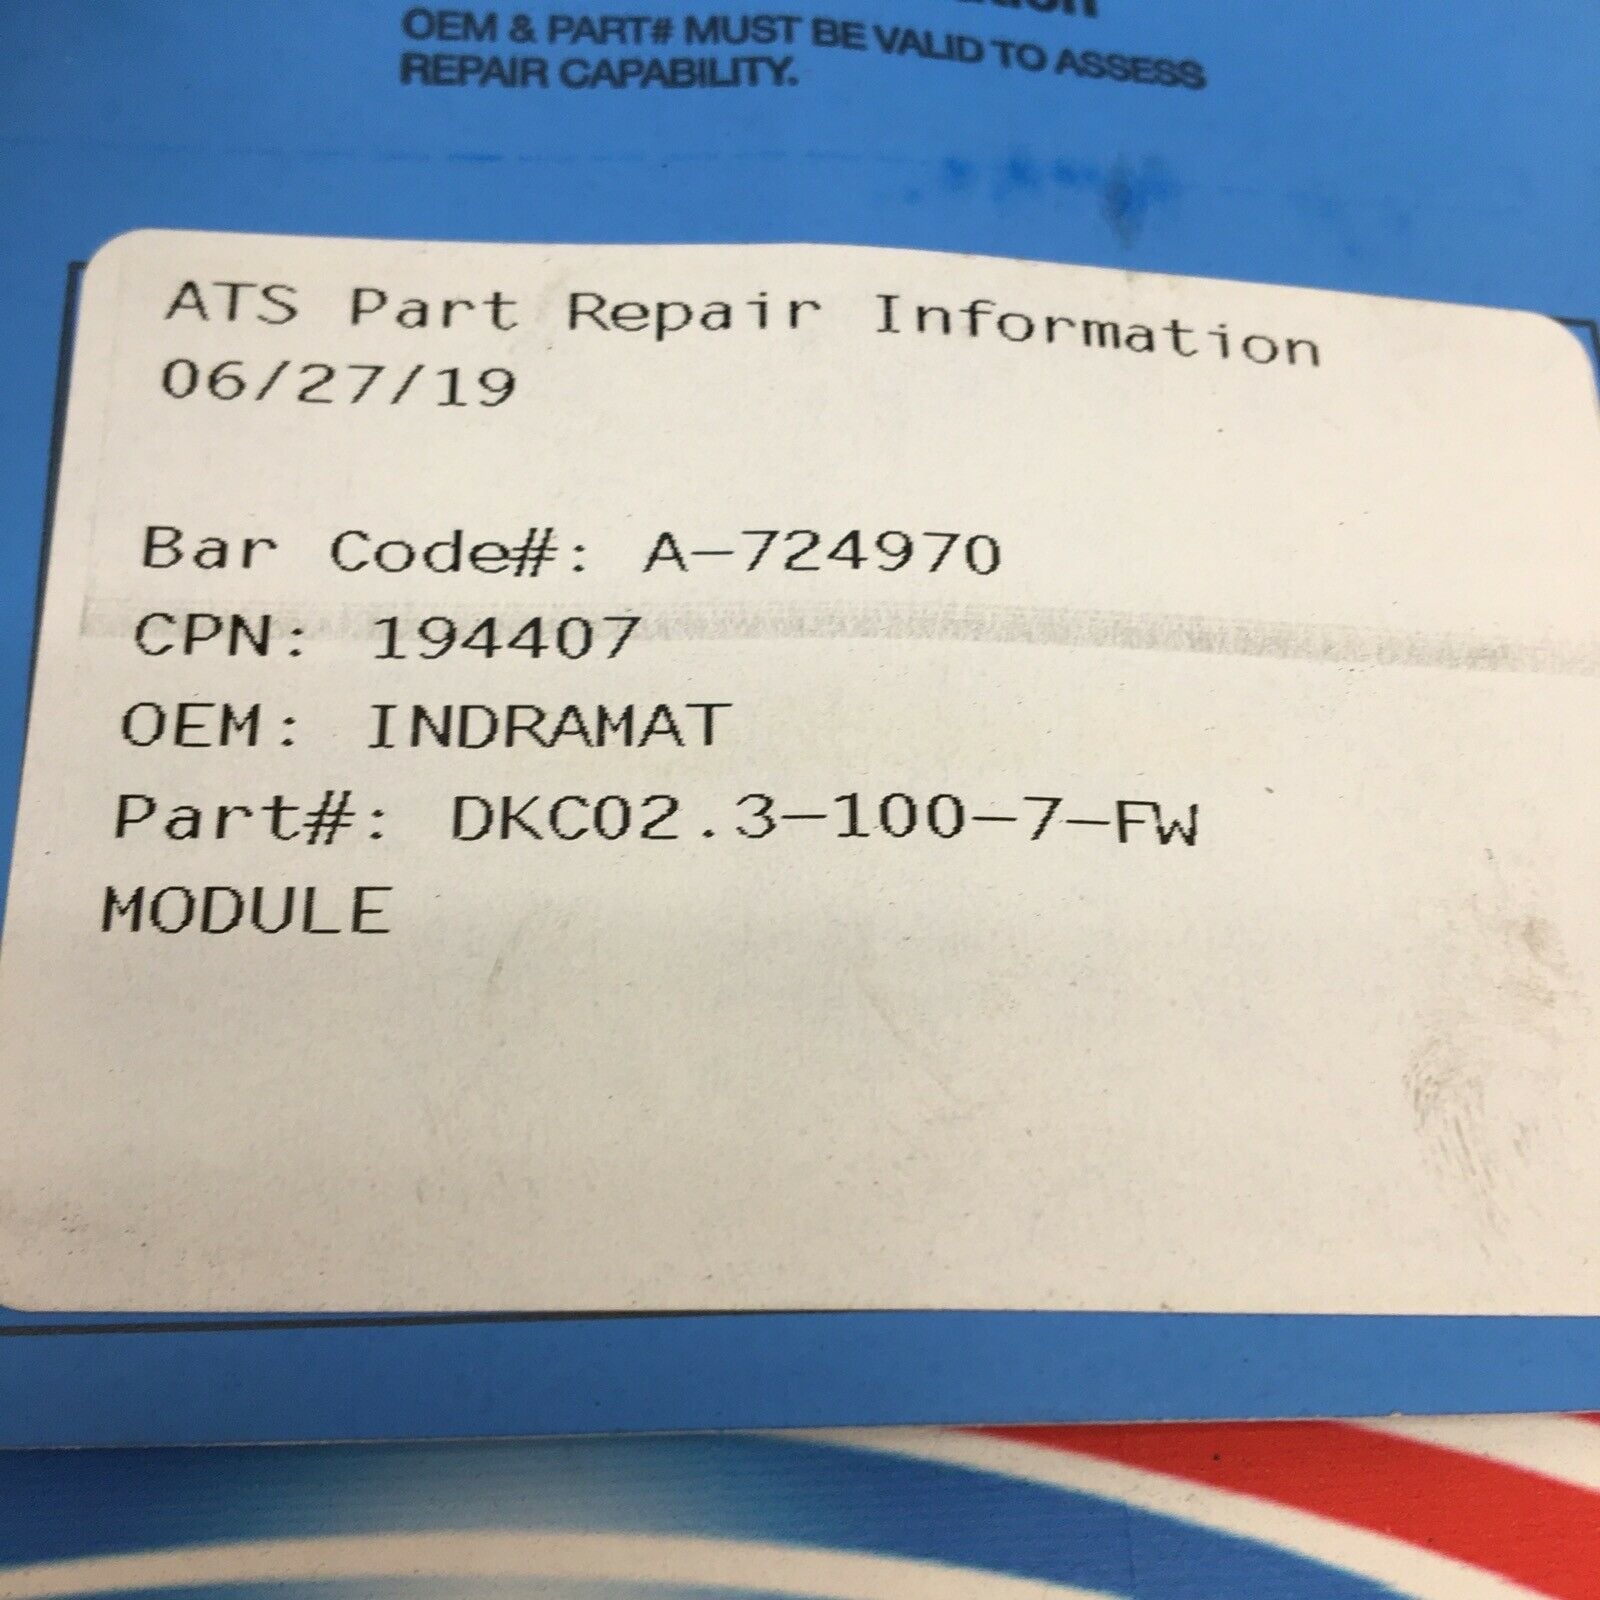 OEM & PART# MUST BE VALID TO ASSESS
REPAIR CAPABILITY.
ATS Part Repair Information
06/27/19
Bar Code#: A-724970
CPN: 194407
OEM: INDRAMAT
Part#: DKC02.3-100-7-FW
MODULE